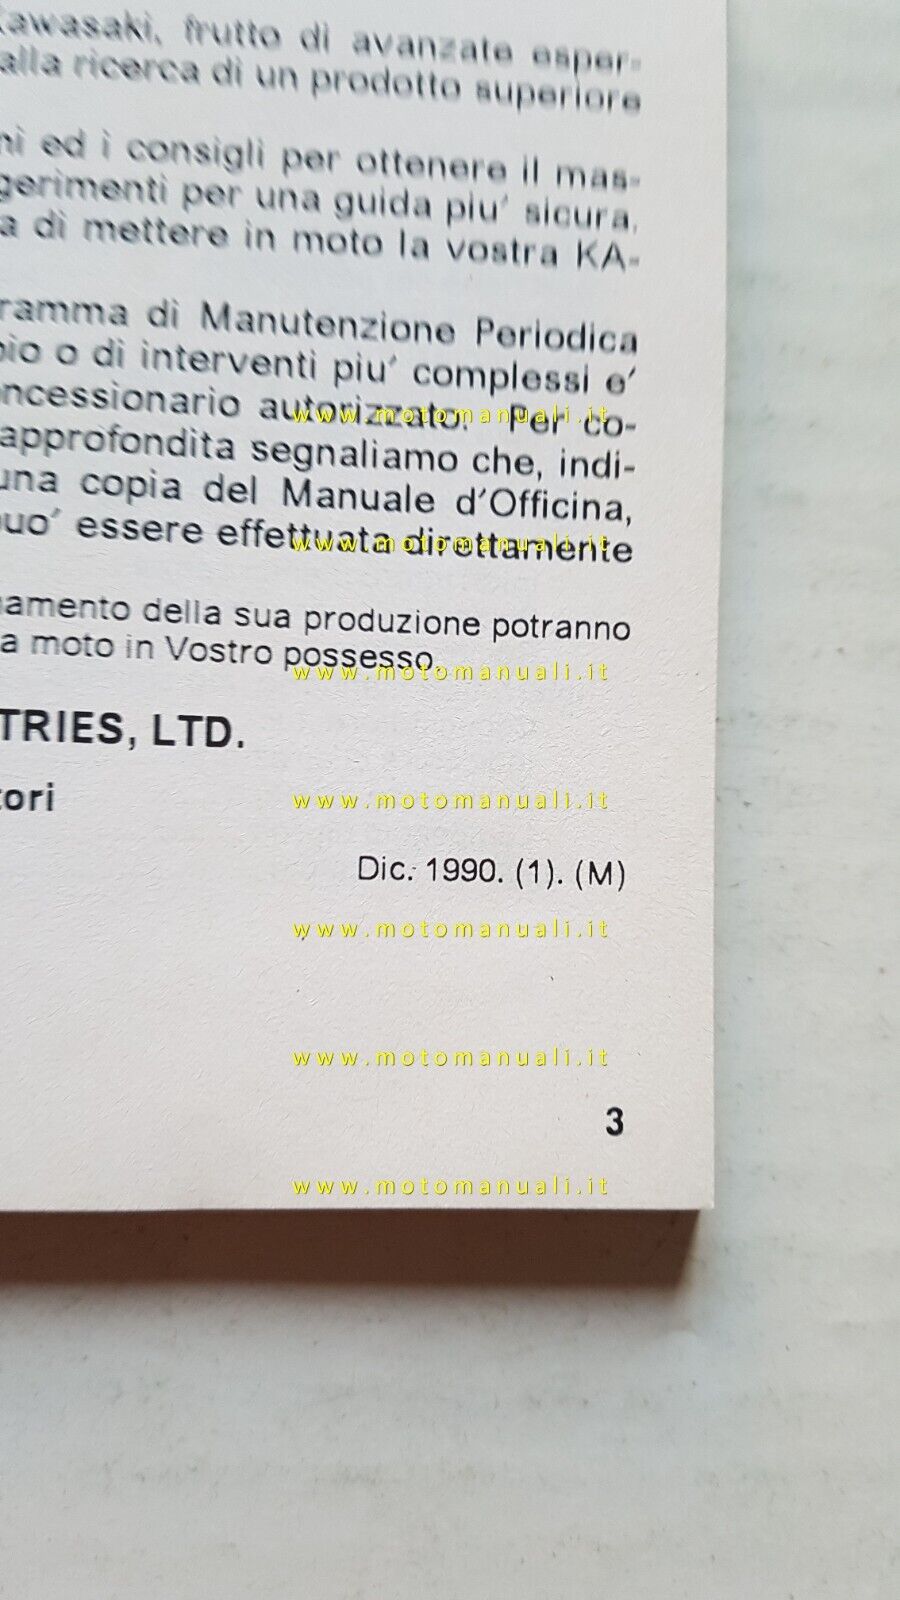 Kawasaki, frutto di avanzate esper-
alla ricerca di un prodotto superiore
ni ed i consigli per ottenere il mas-
gerimenti per una guida piu' sicura.
a di mettere in moto la vostra KA-
ramma di Manutenzione Periodica
bio o di interventi piu' complessi e'
oncessionario autorizzato. Per co-
www.motomanuali.it
approfondita segnaliamo che, indi-
una copia del Manuale d'Officina,
puo' essere effettuata direttamente
www.motomanuali.it
namento della sua produzione potranno
a moto in Vostro possesso.
www.motomanuali.it
TRIES, LTD.
tori
www.motomanuali.it
Dic. 1990. (1). (M)
www.motomanuali.it
www.motomanuali.it
3
www.motomanuali.it